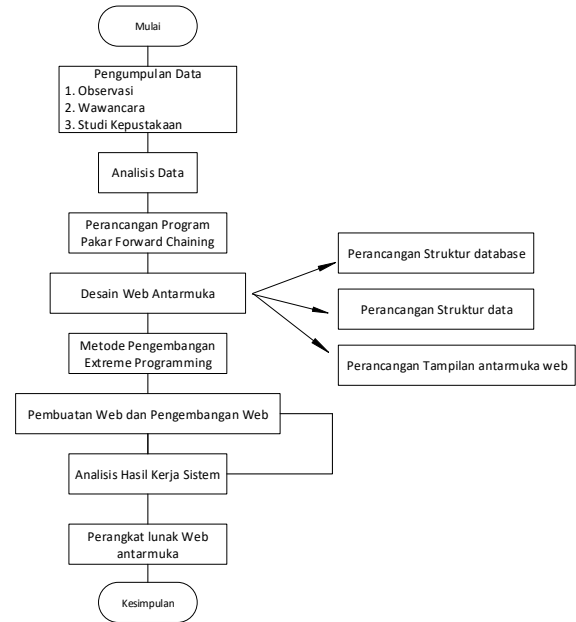 Mulai
Pengumpulan Data
1. Observasi
2. Wawancara
3. Studi Kepustakaan
Analisis Data
Perancangan Program
Pakar Forward Chaining
Desain Web Antarmuka
Perancangan Struktur database
Perancangan Struktur data
Perancangan Tampilan antarmuka web
Metode Pengembangan
Extreme Programming
Pembuatan Web dan Pengembangan Web
Analisis Hasil Kerja Sistem
Perangkat lunak Web
antarmuka
Kesimpulan